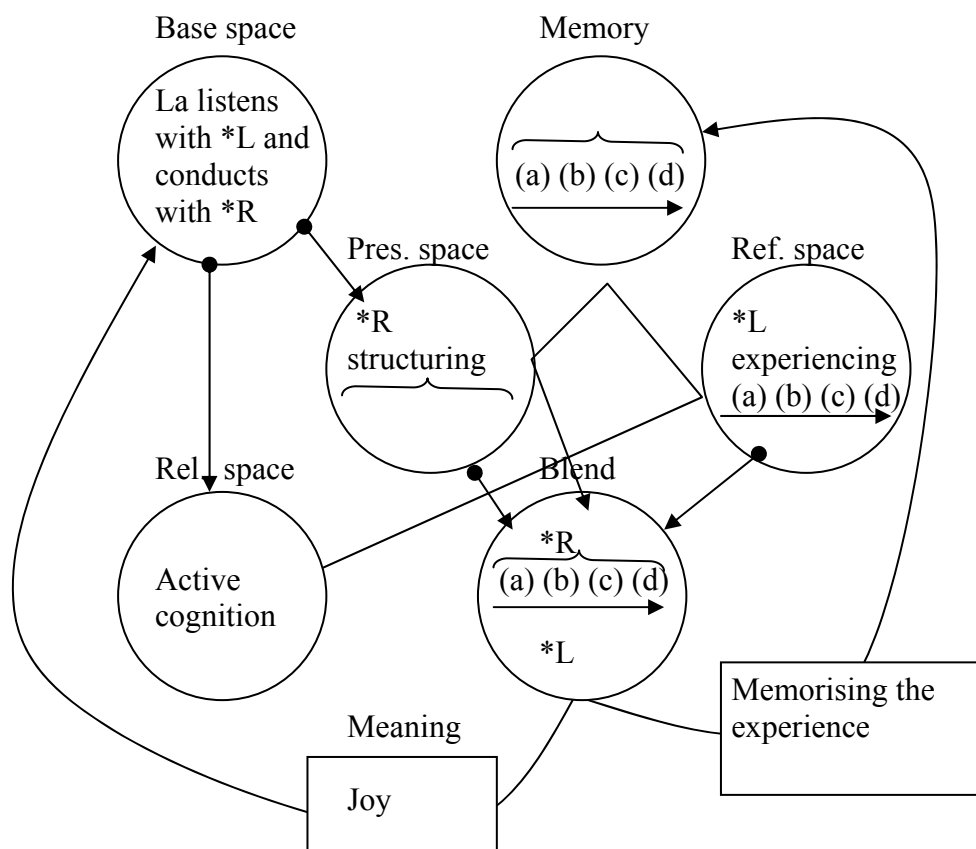 Base space
Memory
La listens
with *L and
conducts
with *R
(a) (b) (c) (d)
Pres. space
Ref. space
*R
structuring
*L
experiencing
(a) (b) (c) (d)
Rel. space
Blend
Active
cognition
*R
(a) (b) (c) (d)
*L
Memorising the
experience
Meaning
Joy